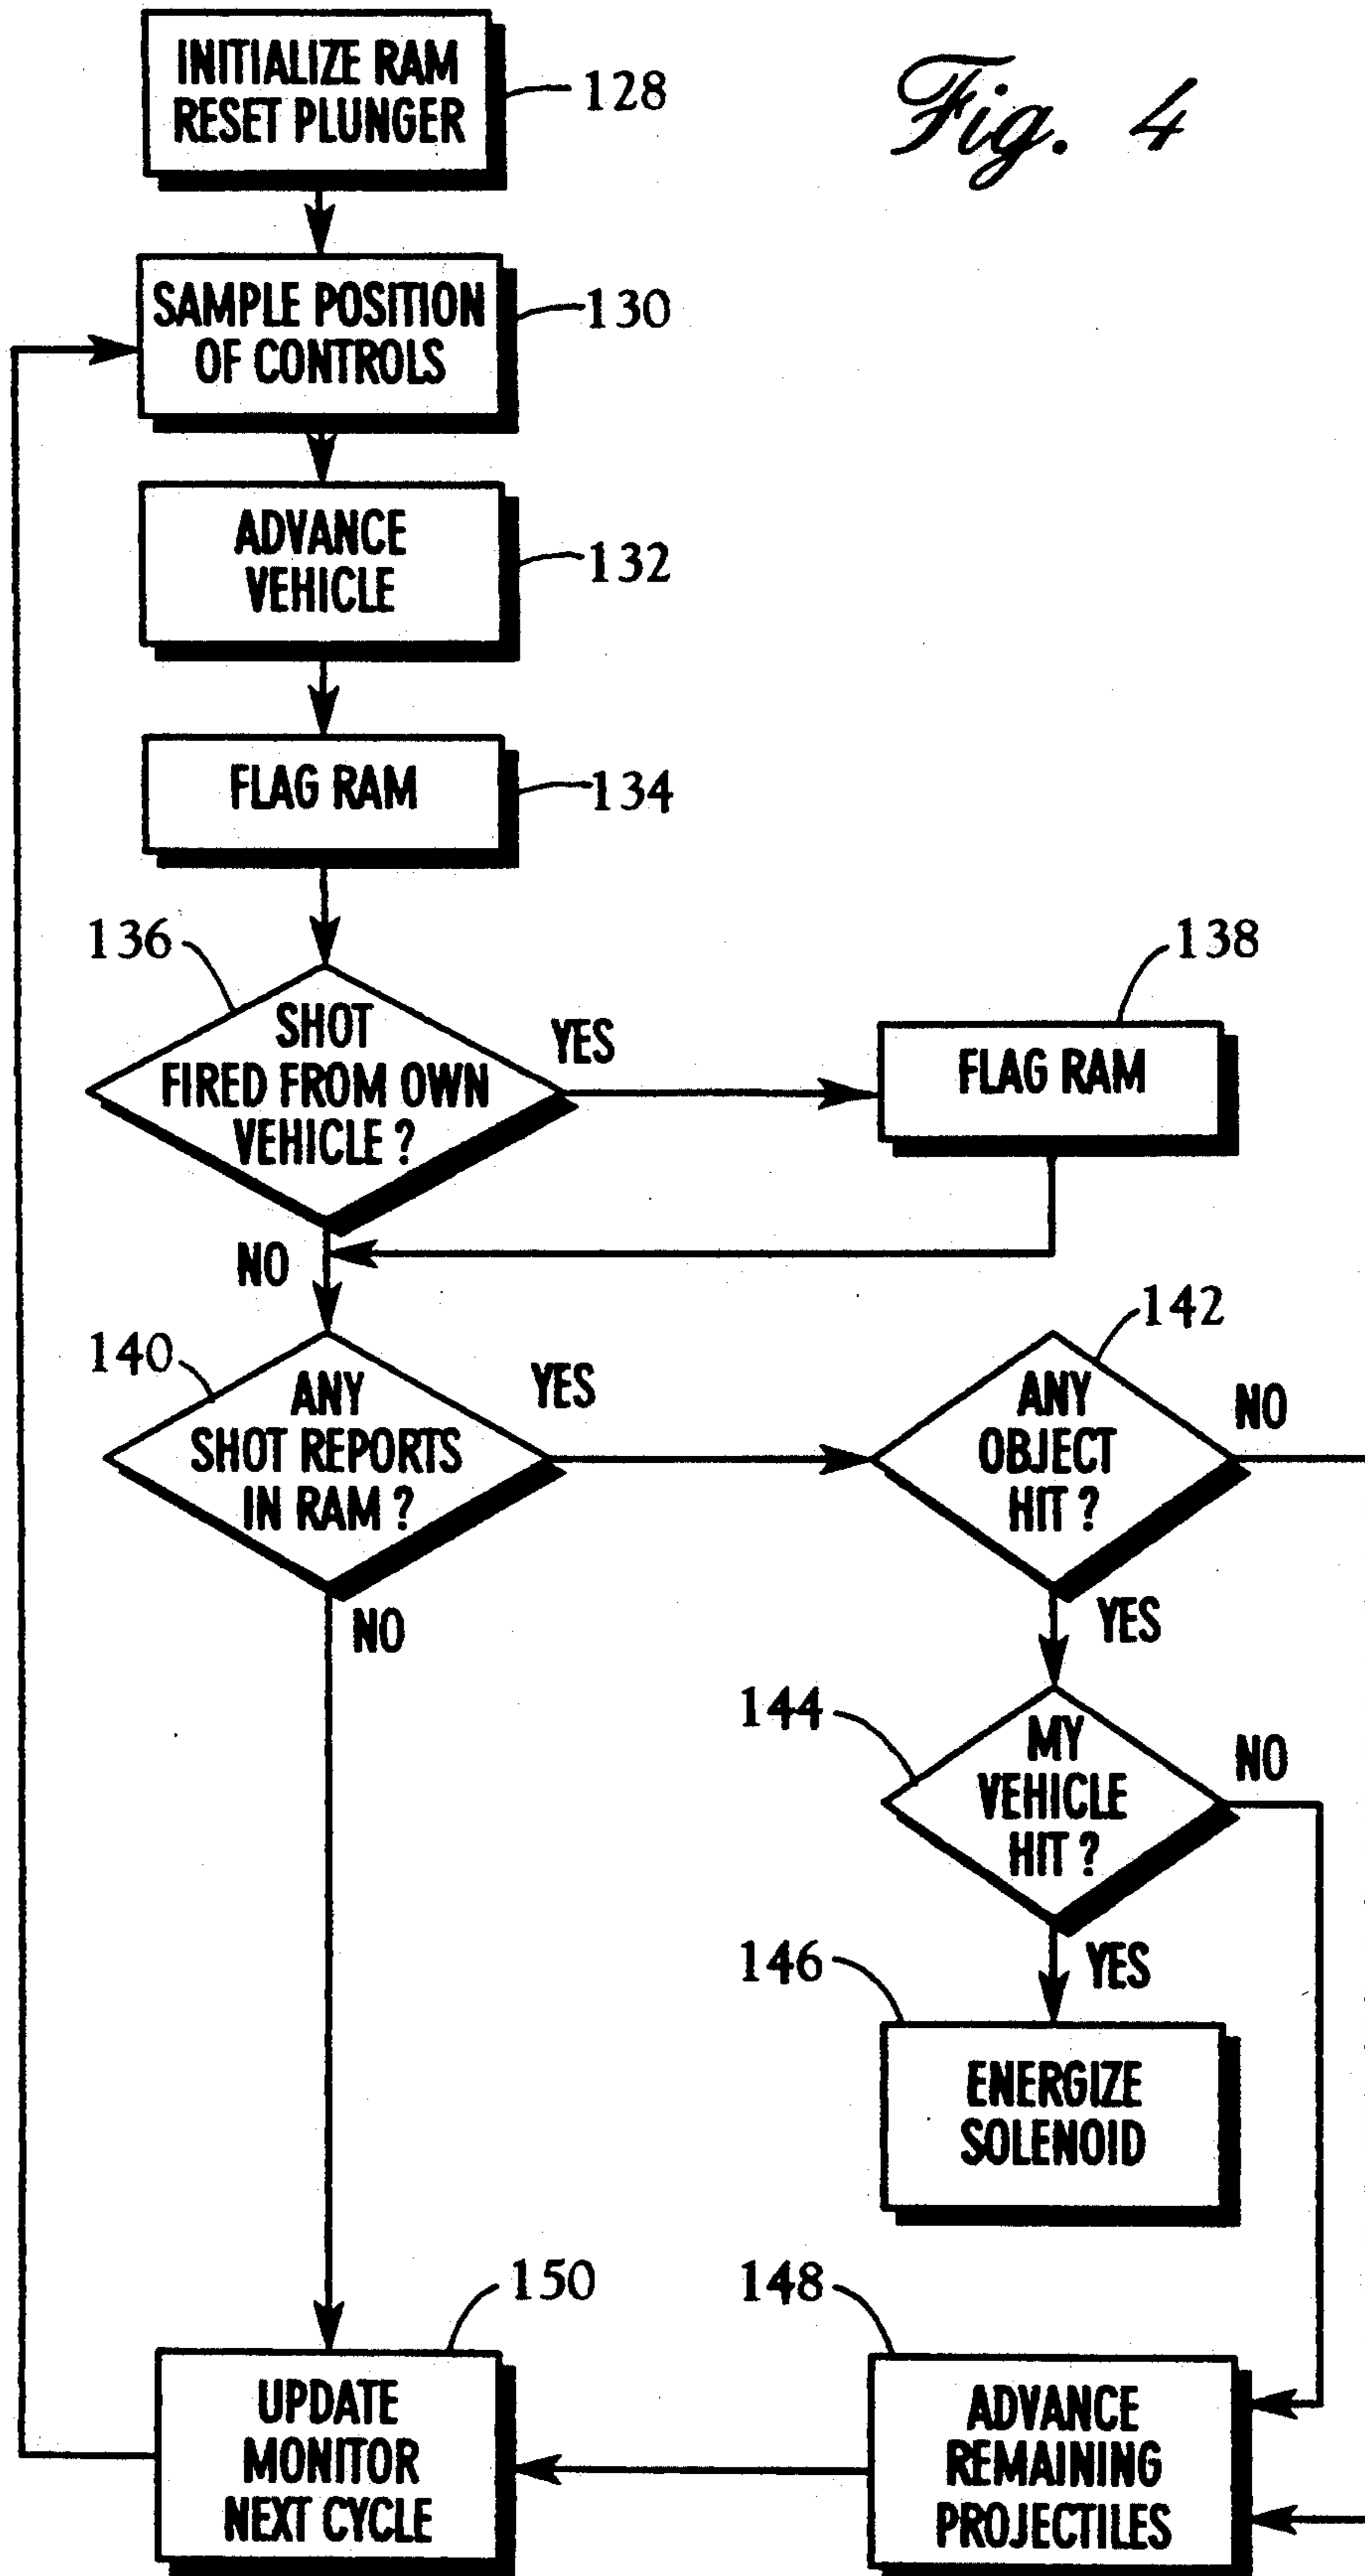 Fig. 4
INITIALIZE RAM
RESET PLUNGER
128
SAMPLE POSITION
OF CONTROLS
130
ADVANCE
VEHICLE
132
FLAG RAM
134
136
SHOT
FIRED FROM OWN
VEHICLE ?
YES
138
FLAG RAM
NO
140
ANY
SHOT REPORTS
IN RAM ?
YES
142
ANY
OBJECT
HIT ?
NO
NO
YES
144
MY
VEHICLE
HIT ?
NO
YES
146
ENERGIZE
SOLENOID
150
UPDATE
MONITOR
NEXT CYCLE
148
ADVANCE
REMAINING
PROJECTILES